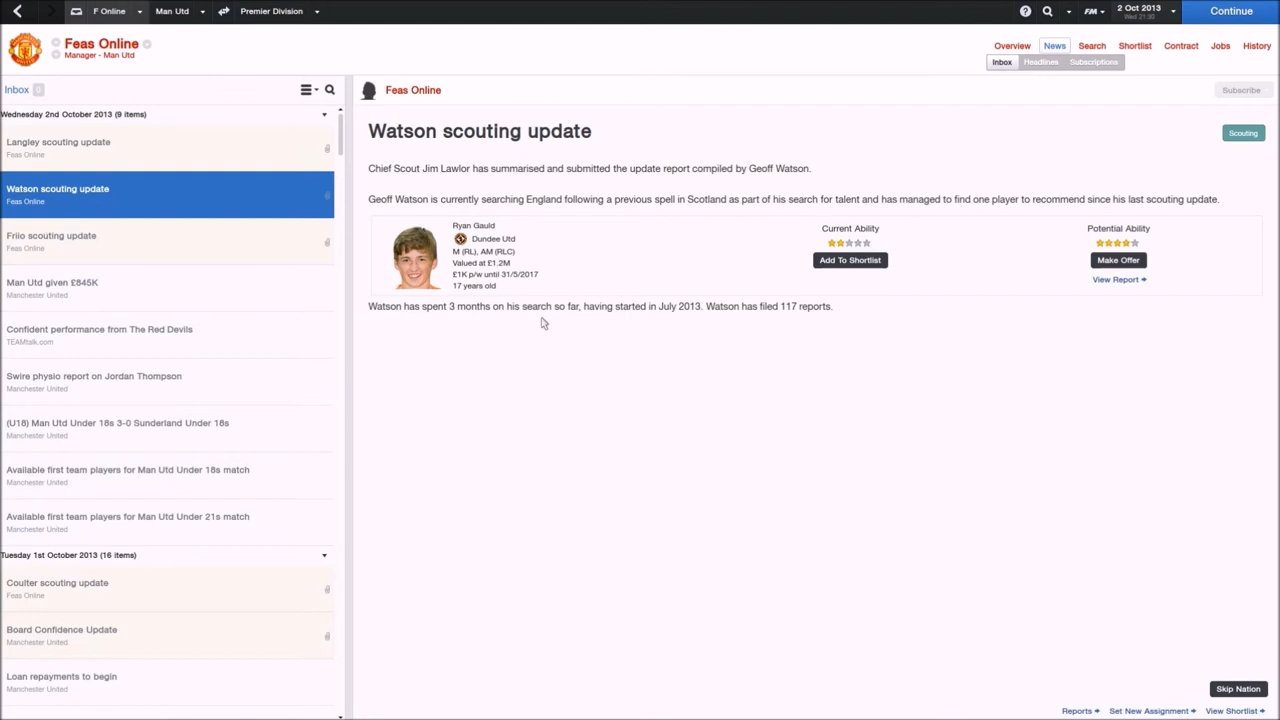 F Online
Man Utd
Premier Division
FM
2 Oct 2013
Wed 21:30
Continue
Feas Online
Manager - Man Utd
Overview
News
Search
Shortlist
Contract
Jobs
History
Inbox
Headlines
Subscriptions
Inbox 0
Wednesday 2nd October 2013 (9 items)
Langley scouting update
Feas Online
Watson scouting update
Feas Online
Friio scouting update
Feas Online
Man Utd given £845K
Manchester United
Confident performance from The Red Devils
TEAMtalk.com
Swire physio report on Jordan Thompson
Manchester United
(U18) Man Utd Under 18s 3-0 Sunderland Under 18s
Manchester United
Available first team players for Man Utd Under 18s match
Manchester United
Available first team players for Man Utd Under 21s match
Manchester United
Tuesday 1st October 2013 (16 items)
Coulter scouting update
Feas Online
Board Confidence Update
Manchester United
Loan repayments to begin
Manchester United
Feas Online
Subscribe
Watson scouting update
Scouting
Chief Scout Jim Lawlor has summarised and submitted the update report compiled by Geoff Watson.
Geoff Watson is currently searching England following a previous spell in Scotland as part of his search for talent and has managed to find one player to recommend since his last scouting update.
Ryan Gauld
Dundee Utd
M (RL), AM (RLC)
Valued at £1.2M
£1K p/w until 31/5/2017
17 years old
Current Ability
Add To Shortlist
Potential Ability
Make Offer
View Report
Watson has spent 3 months on his search so far, having started in July 2013. Watson has filed 117 reports.
Skip Nation
Reports
Set New Assignment
View Shortlist